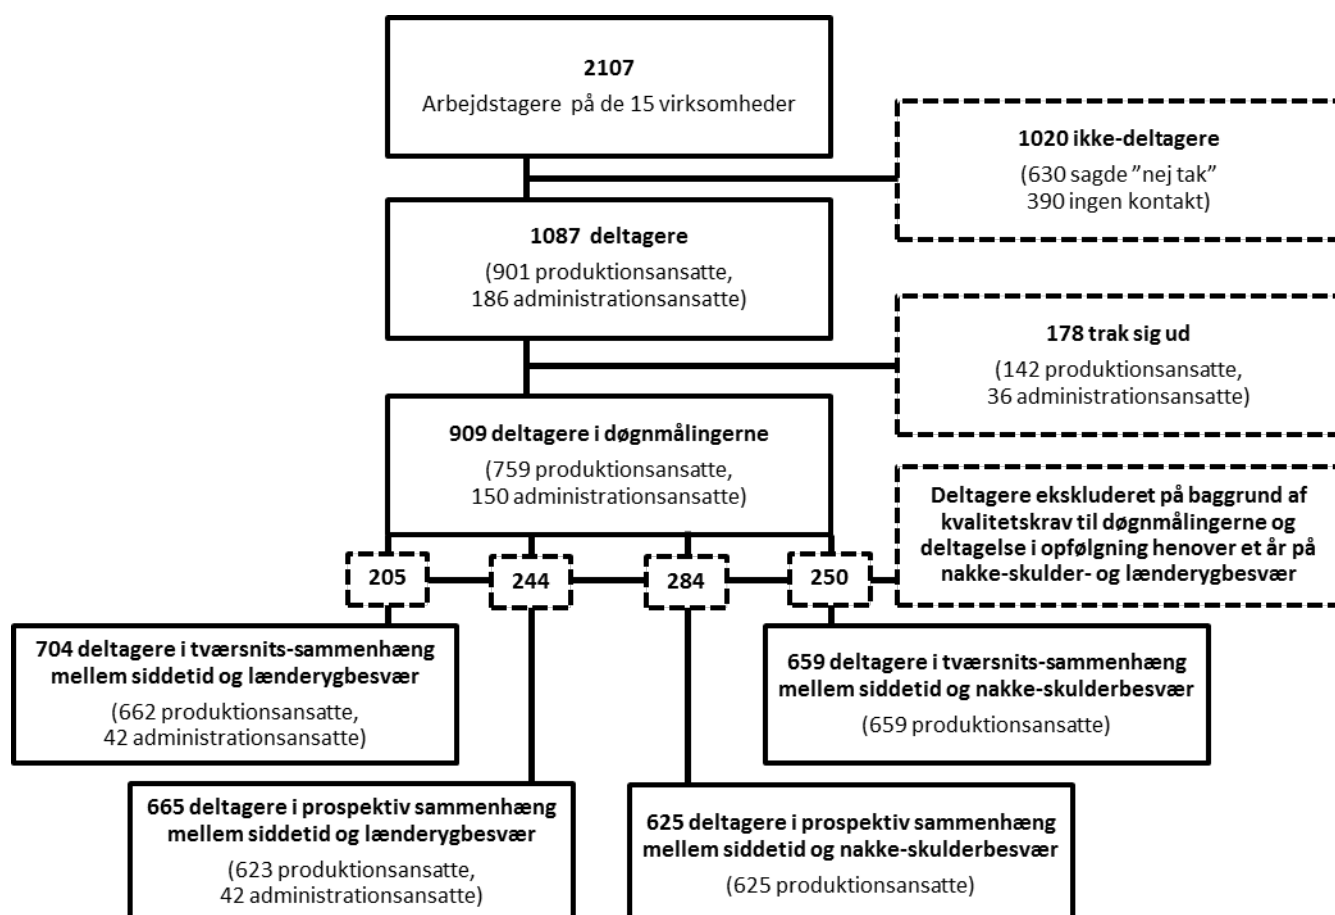 2107
Arbejdstagere på de 15 virksomheder
1020 ikke-deltagere
(630 sagde ”nej tak”
390 ingen kontakt)
1087 deltagere
(901 produktionsansatte,
186 administrationsansatte)
178 trak sig ud
(142 produktionsansatte,
36 administrationsansatte)
909 deltagere i døgnmålingerne
(759 produktionsansatte,
150 administrationsansatte)
Deltagere ekskluderet på baggrund af
kvalitetskrav til døgnmålingerne og
deltagelse i opfølgning henover et år på
nakke-skulder- og lænderygbesvær
205
244
284
250
704 deltagere i tværsnits-sammenhæng
mellem siddetid og lænderygbesvær
(662 produktionsansatte,
42 administrationsansatte)
659 deltagere i tværsnits-sammenhæng
mellem siddetid og nakke-skulderbesvær
(659 produktionsansatte)
665 deltagere i prospektiv sammenhæng
mellem siddetid og lænderygbesvær
(623 produktionsansatte,
42 administrationsansatte)
625 deltagere i prospektiv sammenhæng
mellem siddetid og nakke-skulderbesvær
(625 produktionsansatte)